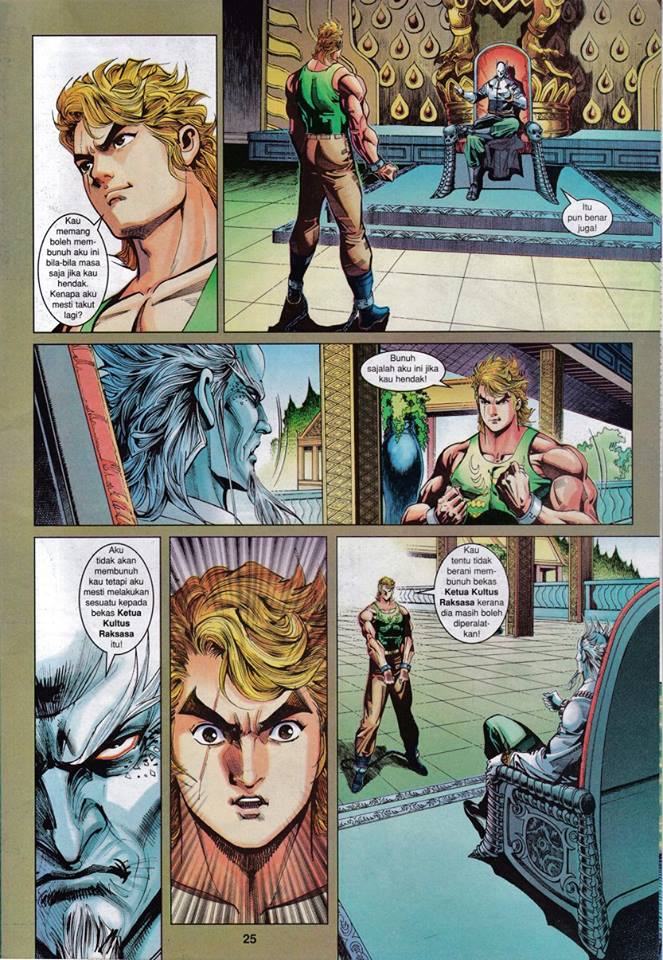 Kau
memang
boleh mem-
bunuh aku ini
bila-bila masa
saja jika kau
hendak.
Kenapa aku
mesti takut
lagi?
Itu
pun benar
juga!
Bunuh
sajalah aku ini jika
kau hendak!
Aku
tidak akan
membunuh
kau tetapi aku
mesti melakukan
sesuatu kepada
bekas Ketua
Kultus
Raksasa
itu!
Kau
tentu tidak
berani mem-
bunuh bekas
Ketua Kultus
Raksasa kerana
dia masih boleh
diperalat-
kan!
25